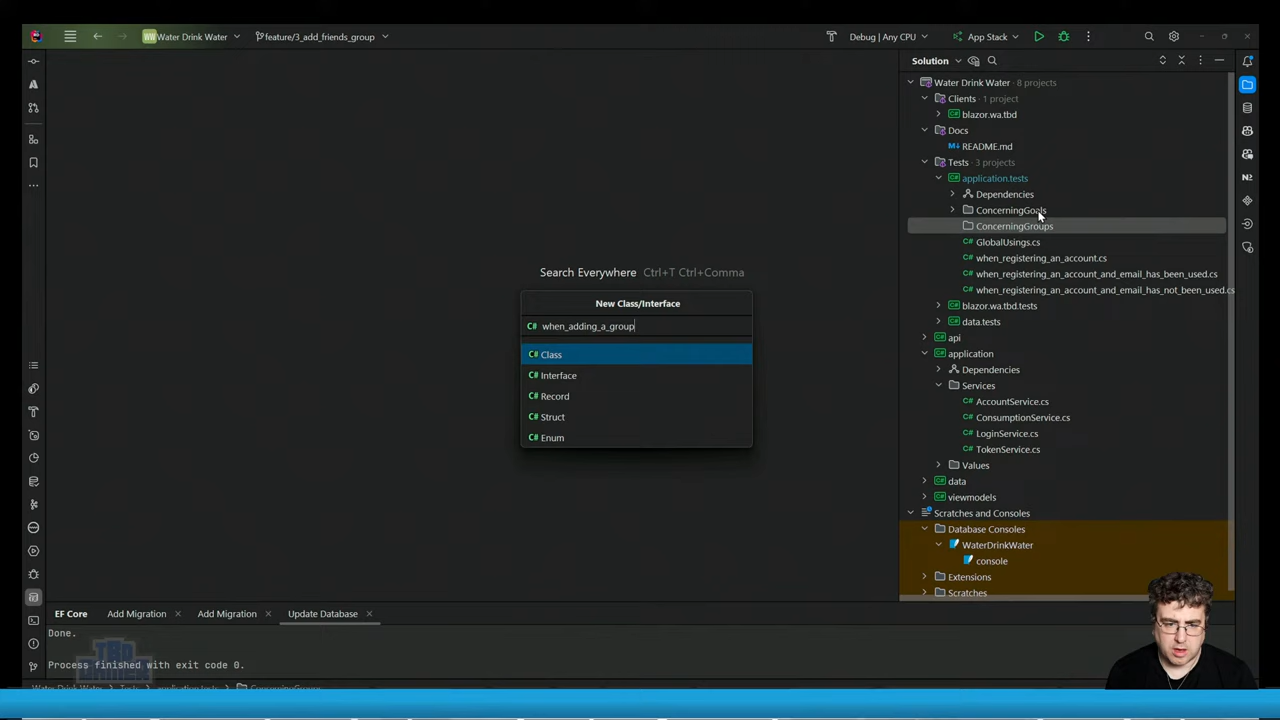 WW Water Drink Water
feature/3_add_friends_group
Debug | Any CPU
App Stack
Solution
Water Drink Water 8 projects
Clients 1 project
blazor.wa.tbd
Docs
README.md
Tests 3 projects
application.tests
Dependencies
ConcerningGoals
ConcerningGroups
GlobalUsings.cs
when_registering_an_account.cs
when_registering_an_account_and_email_has_been_used.cs
when_registering_an_account_and_email_has_not_been_used.cs
blazor.wa.tbd.tests
data.tests
api
application
Dependencies
Services
AccountService.cs
ConsumptionService.cs
LoginService.cs
TokenService.cs
Values
data
viewmodels
Scratches and Consoles
Database Consoles
WaterDrinkWater
console
Extensions
Scratches
Search Everywhere Ctrl+T Ctrl+Comma
New Class/Interface
C# when_adding_a_group
C# Class
C# Interface
C# Record
C# Struct
C# Enum
EF Core
Add Migration
Add Migration
Update Database
Done.
Process finished with exit code 0.
TBD
GAMER